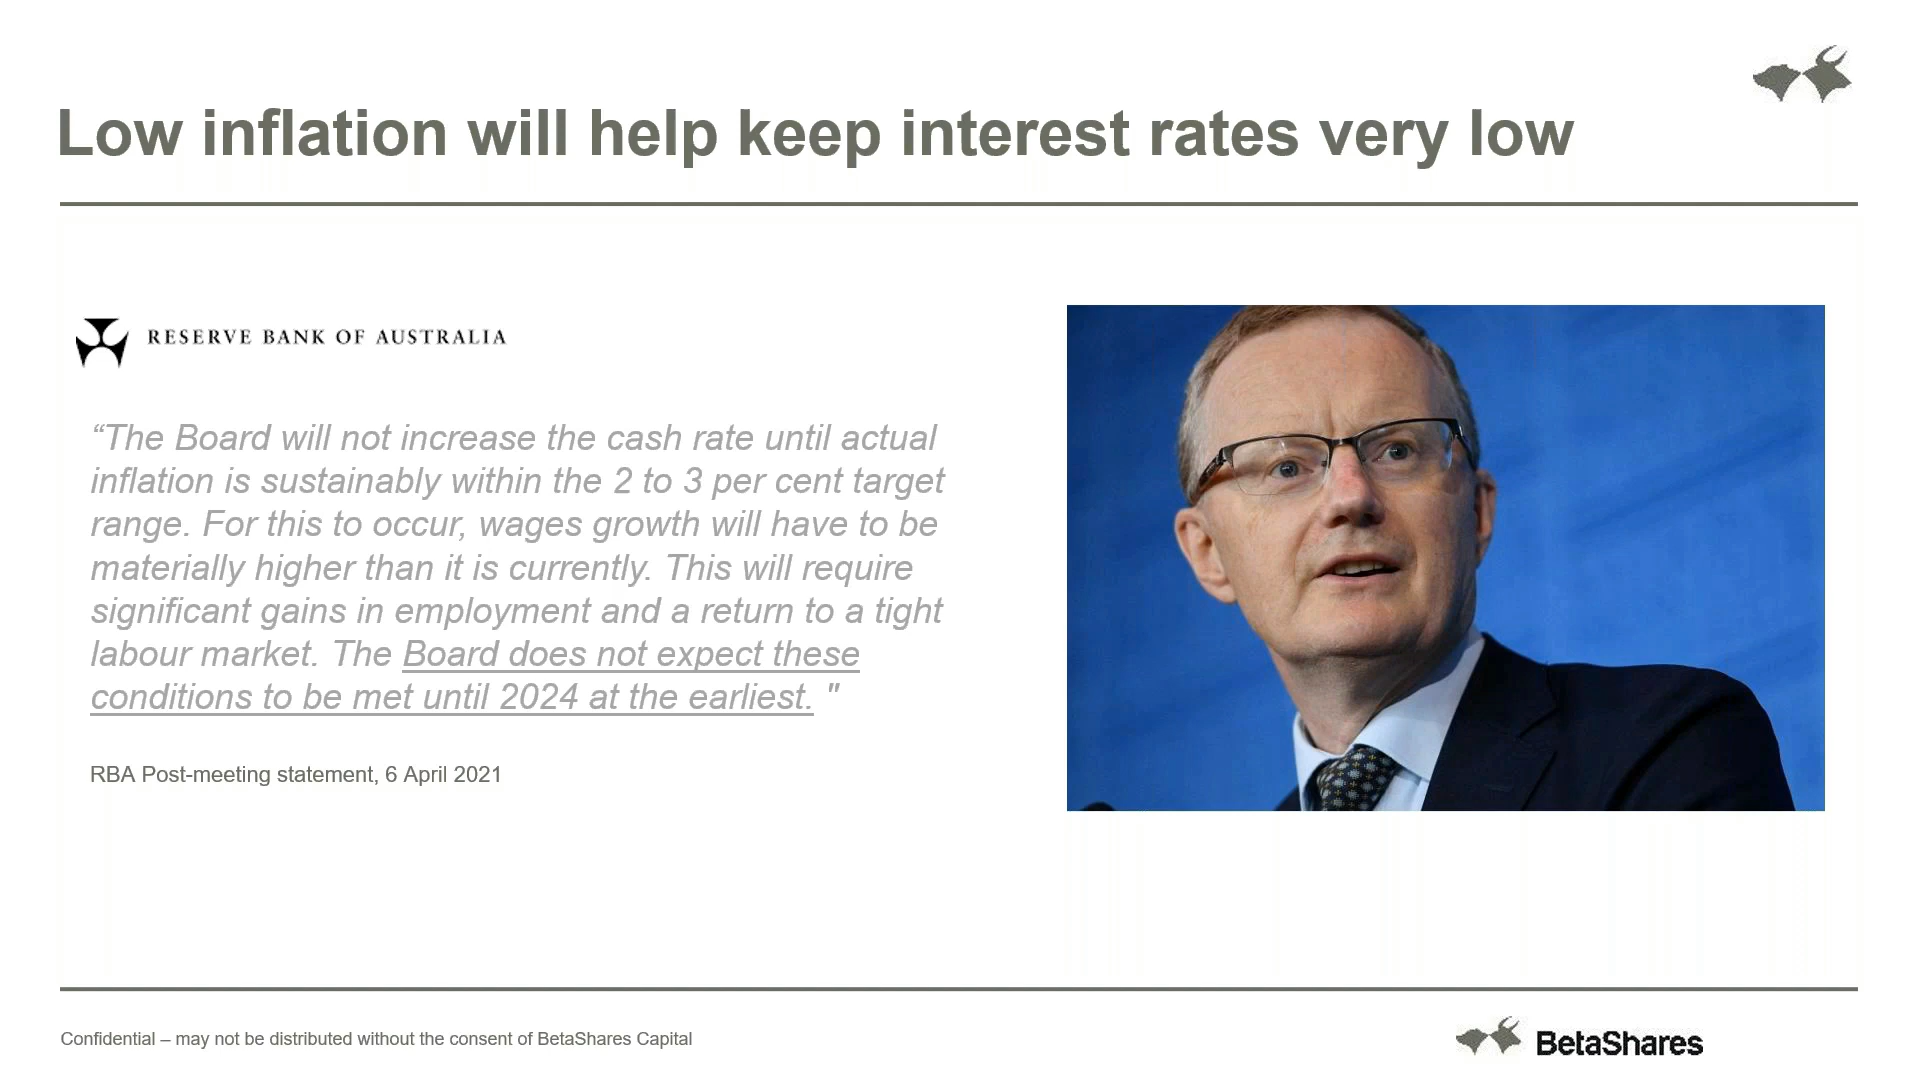 Low inflation will help keep interest rates very low
RESERVE BANK OF AUSTRALIA
“The Board will not increase the cash rate until actual
inflation is sustainably within the 2 to 3 per cent target
range. For this to occur, wages growth will have to be
materially higher than it is currently. This will require
significant gains in employment and a return to a tight
labour market. The Board does not expect these
conditions to be met until 2024 at the earliest. "
RBA Post-meeting statement, 6 April 2021
Confidential – may not be distributed without the consent of BetaShares Capital
BetaShares